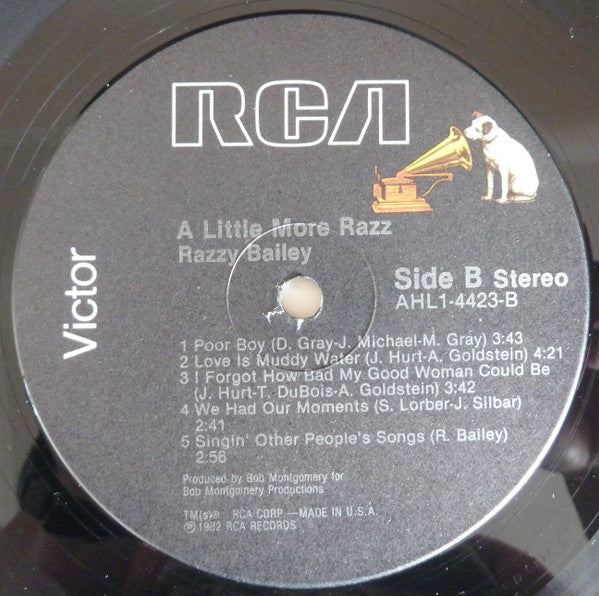 RCA
Victor
A Little More Razz
Razzy Bailey
Side B Stereo
AHL1-4423-B
1 Poor Boy (D. Gray-J. Michael-M. Gray) 3:43
2 Love Is Muddy Water (J. Hurt-A. Goldstein) 4:21
3 I Forgot How Bad My Good Woman Could Be
(J. Hurt-T. DuBois-A. Goldstein) 3:42
4 We Had Our Moments (S. Lorber-J. Silbar)
2:41
5 Singin' Other People's Songs (R. Bailey)
2:56
Produced by Bob Montgomery for
Bob Montgomery Productions
TM(s)® RCA CORP.—MADE IN U.S.A.
℗ 1982 RCA RECORDS